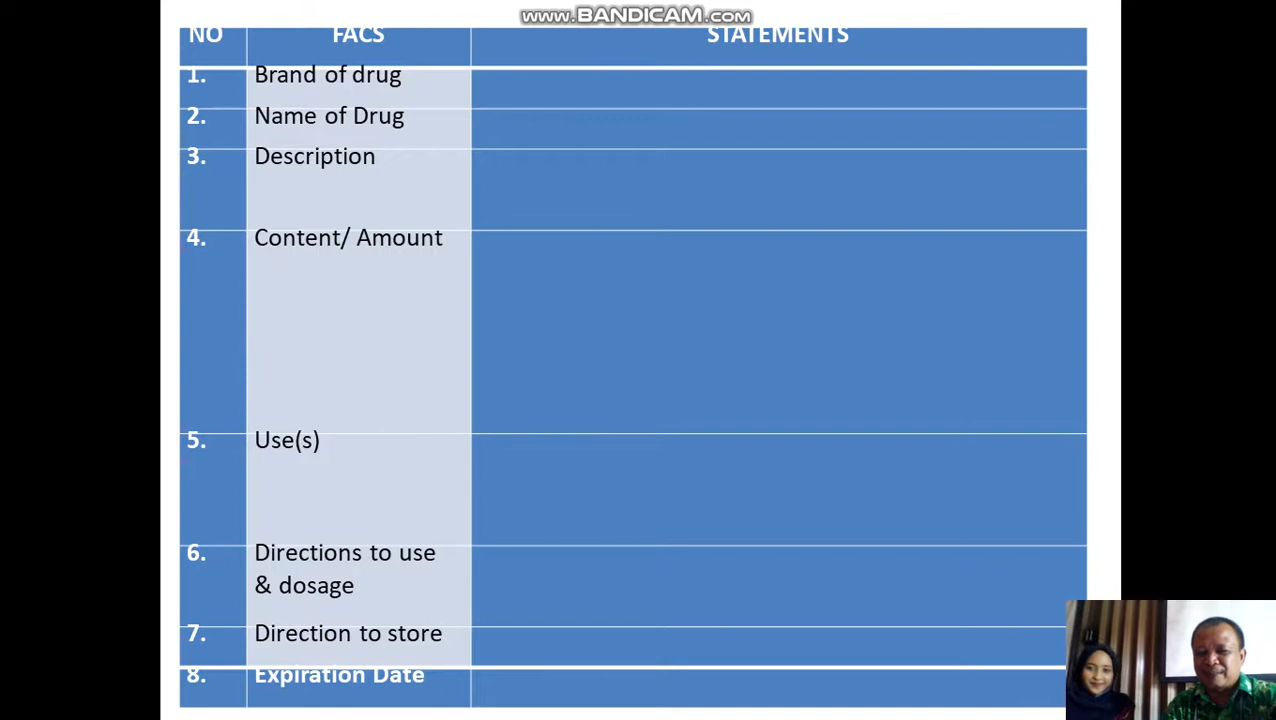 www.BANDICAM.com
NO FACS STATEMENTS
1. Brand of drug
2. Name of Drug
3. Description
4. Content/ Amount
5. Use(s)
6. Directions to use
& dosage
7. Direction to store
8. Expiration Date